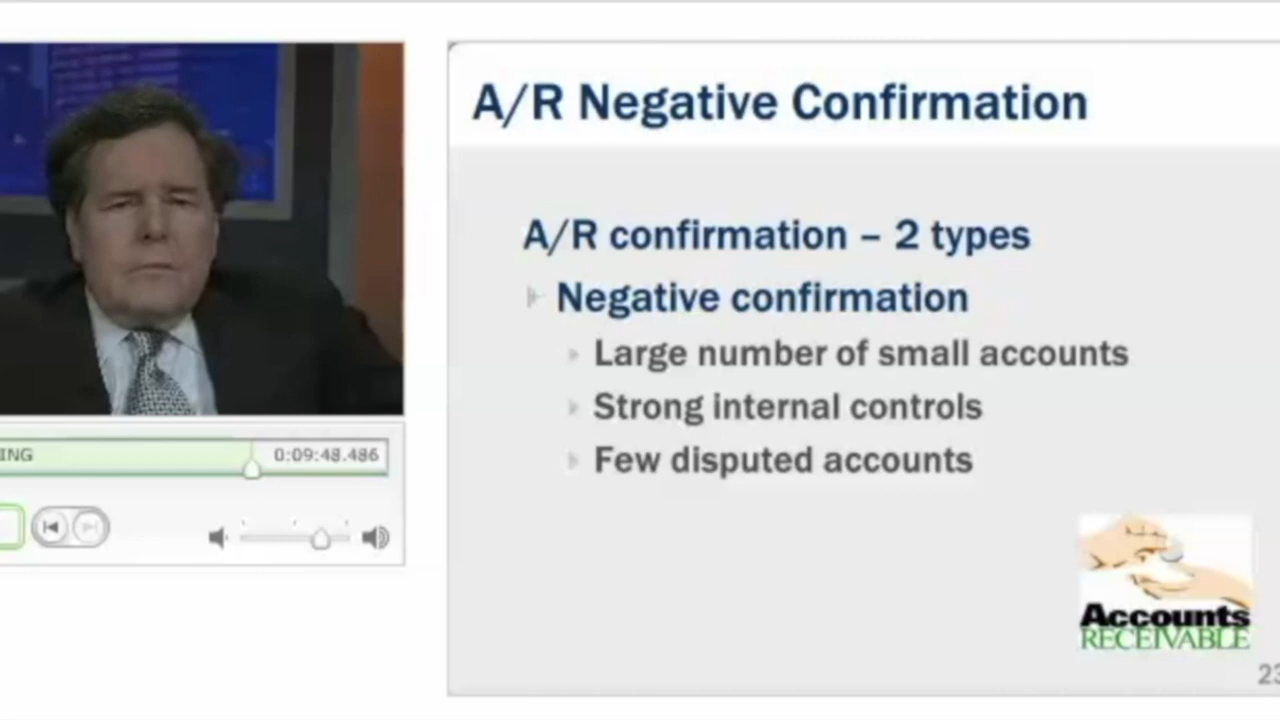 A/R Negative Confirmation
A/R confirmation – 2 types
Negative confirmation
Large number of small accounts
Strong internal controls
Few disputed accounts
ING
0:09:48.486
Accounts
RECEIVABLE
23